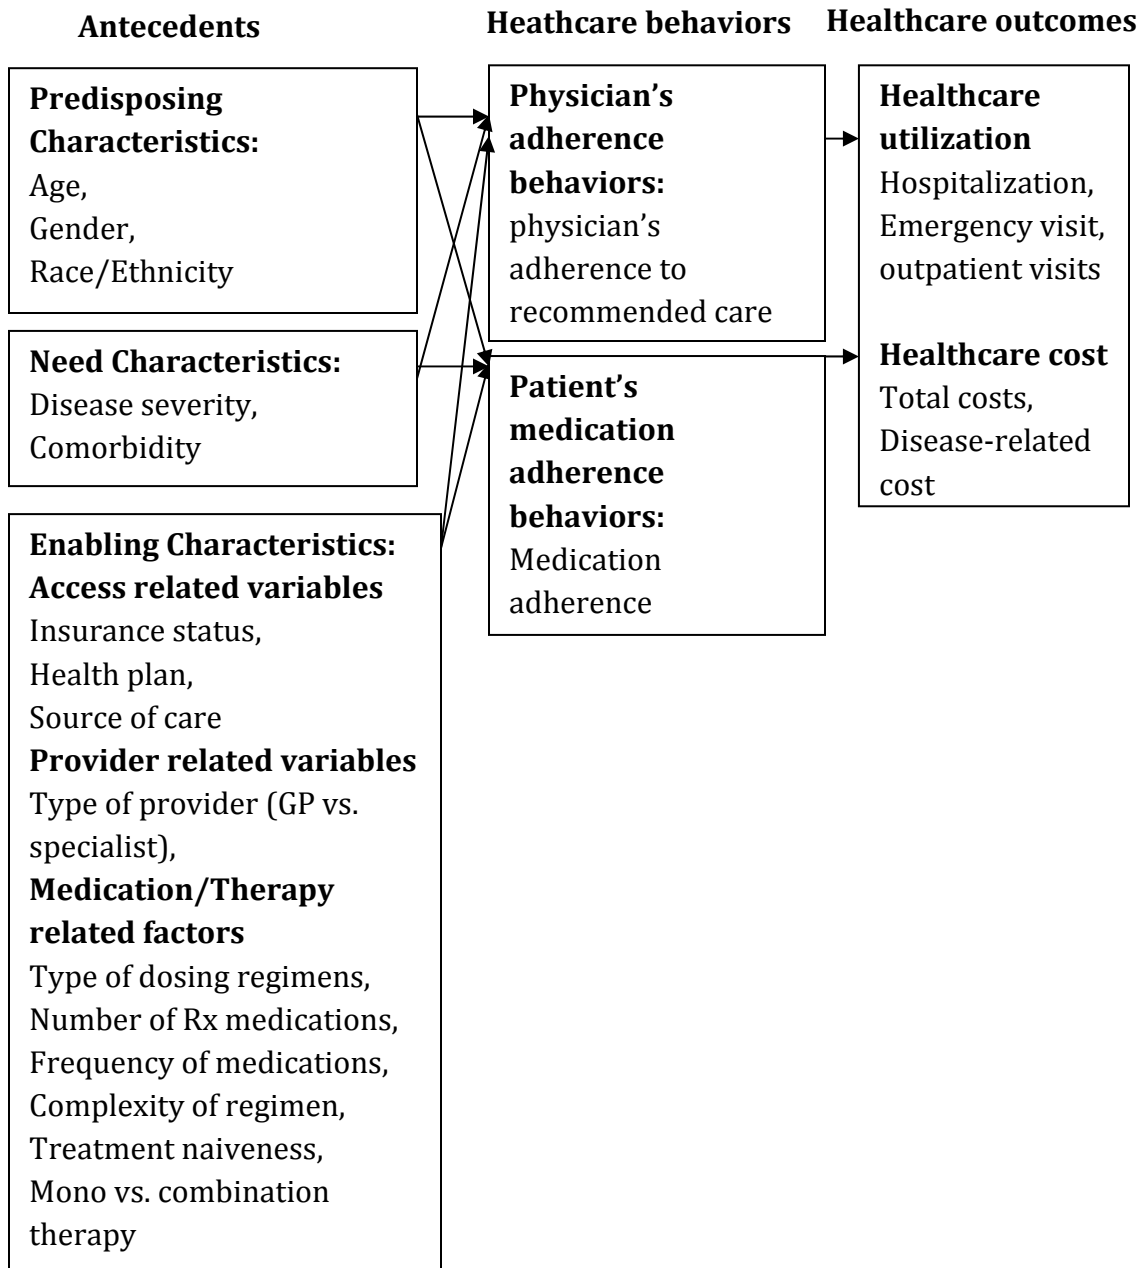 Antecedents
Heathcare behaviors
Healthcare outcomes
Predisposing
Characteristics:
Age,
Gender,
Race/Ethnicity
Need Characteristics:
Disease severity,
Comorbidity
Enabling Characteristics:
Access related variables
Insurance status,
Health plan,
Source of care
Provider related variables
Type of provider (GP vs.
specialist),
Medication/Therapy
related factors
Type of dosing regimens,
Number of Rx medications,
Frequency of medications,
Complexity of regimen,
Treatment naiveness,
Mono vs. combination
therapy
Physician’s
adherence
behaviors:
physician’s
adherence to
recommended care
Patient’s
medication
adherence
behaviors:
Medication
adherence
Healthcare
utilization
Hospitalization,
Emergency visit,
outpatient visits
Healthcare cost
Total costs,
Disease-related
cost